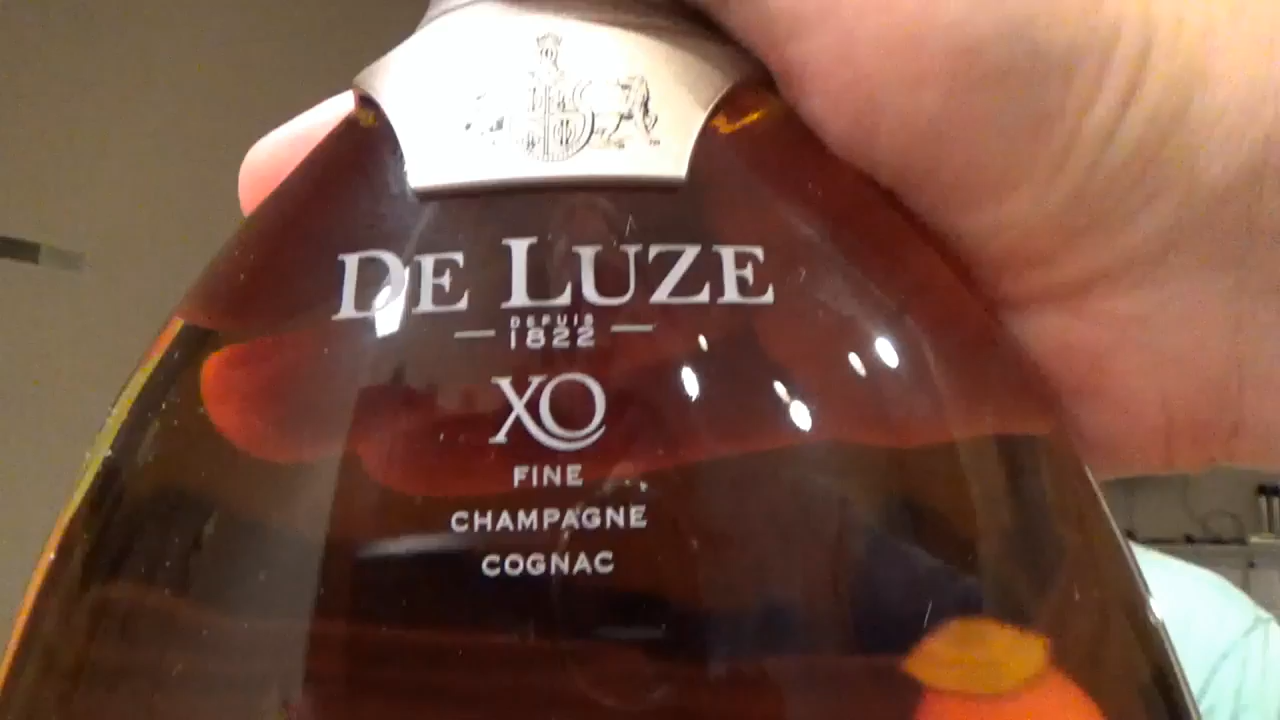 DE LUZE
DEPUIS
1822
XO
FINE
CHAMPAGNE
COGNAC